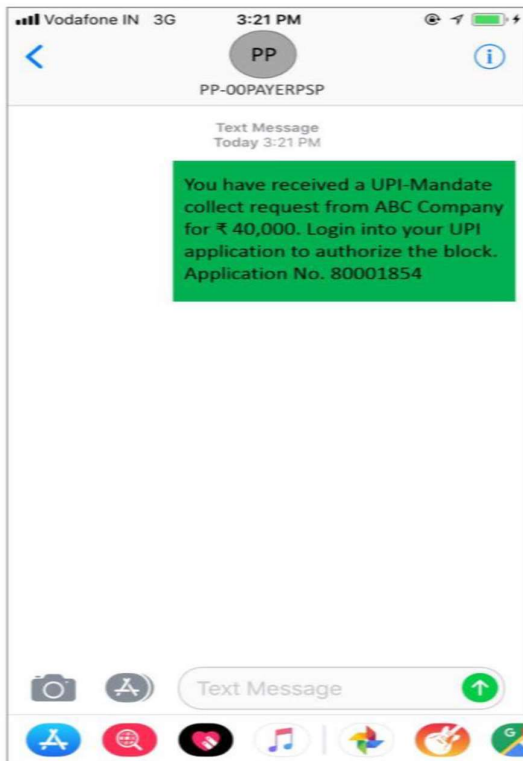 Vodafone IN 3G 3:21 PM
PP
PP-OOPAYERPSP
Text Message
Today 3:21 PM
You have received a UPI-Mandate
collect request from ABC Company
for ₹ 40,000. Login into your UPI
application to authorize the block.
Application No. 80001854
Text Message
G